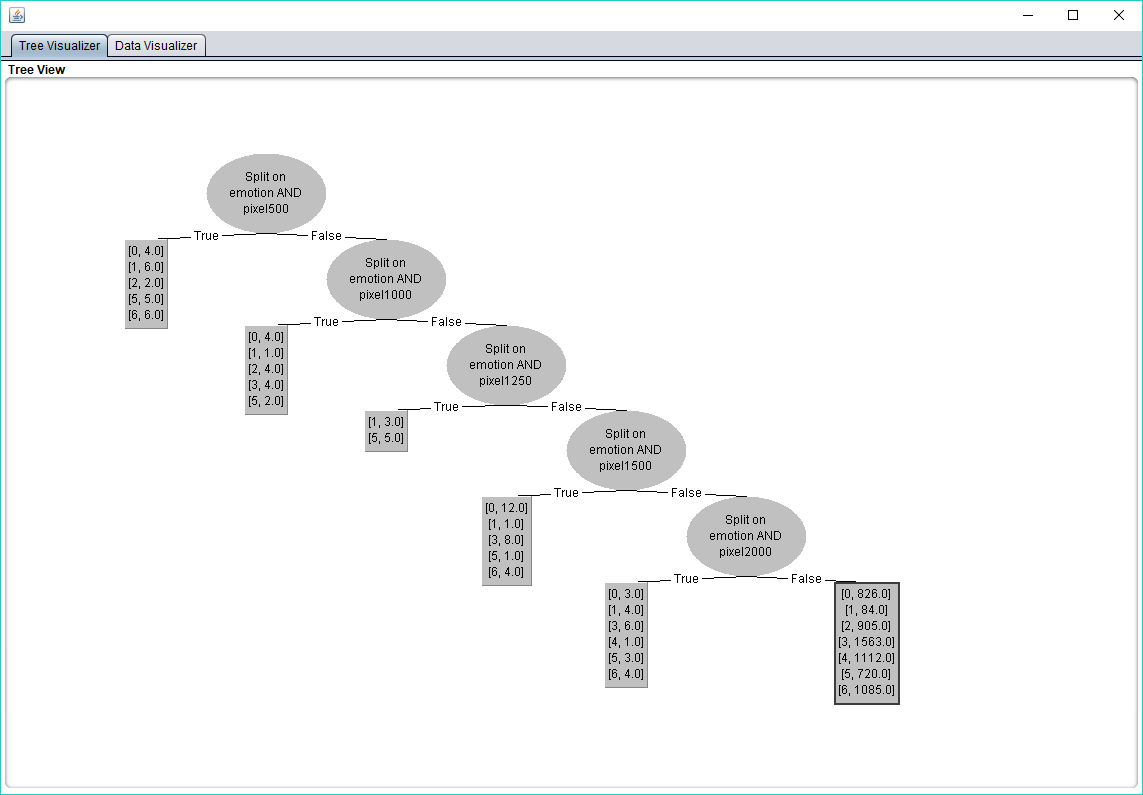 Tree Visualizer
Data Visualizer
Tree View
Split on
emotion AND
pixel500
True
False
[0, 4.0]
[1, 6.0]
[2, 2.0]
[5, 5.0]
[6, 6.0]
Split on
emotion AND
pixel1000
True
False
[0, 4.0]
[1, 1.0]
[2, 4.0]
[3, 4.0]
[5, 2.0]
Split on
emotion AND
pixel1250
True
False
[1, 3.0]
[5, 5.0]
Split on
emotion AND
pixel1500
True
False
[0, 12.0]
[1, 1.0]
[3, 8.0]
[5, 1.0]
[6, 4.0]
Split on
emotion AND
pixel2000
True
False
[0, 3.0]
[1, 4.0]
[3, 6.0]
[4, 1.0]
[5, 3.0]
[6, 4.0]
[0, 826.0]
[1, 84.0]
[2, 905.0]
[3, 1563.0]
[4, 1112.0]
[5, 720.0]
[6, 1085.0]